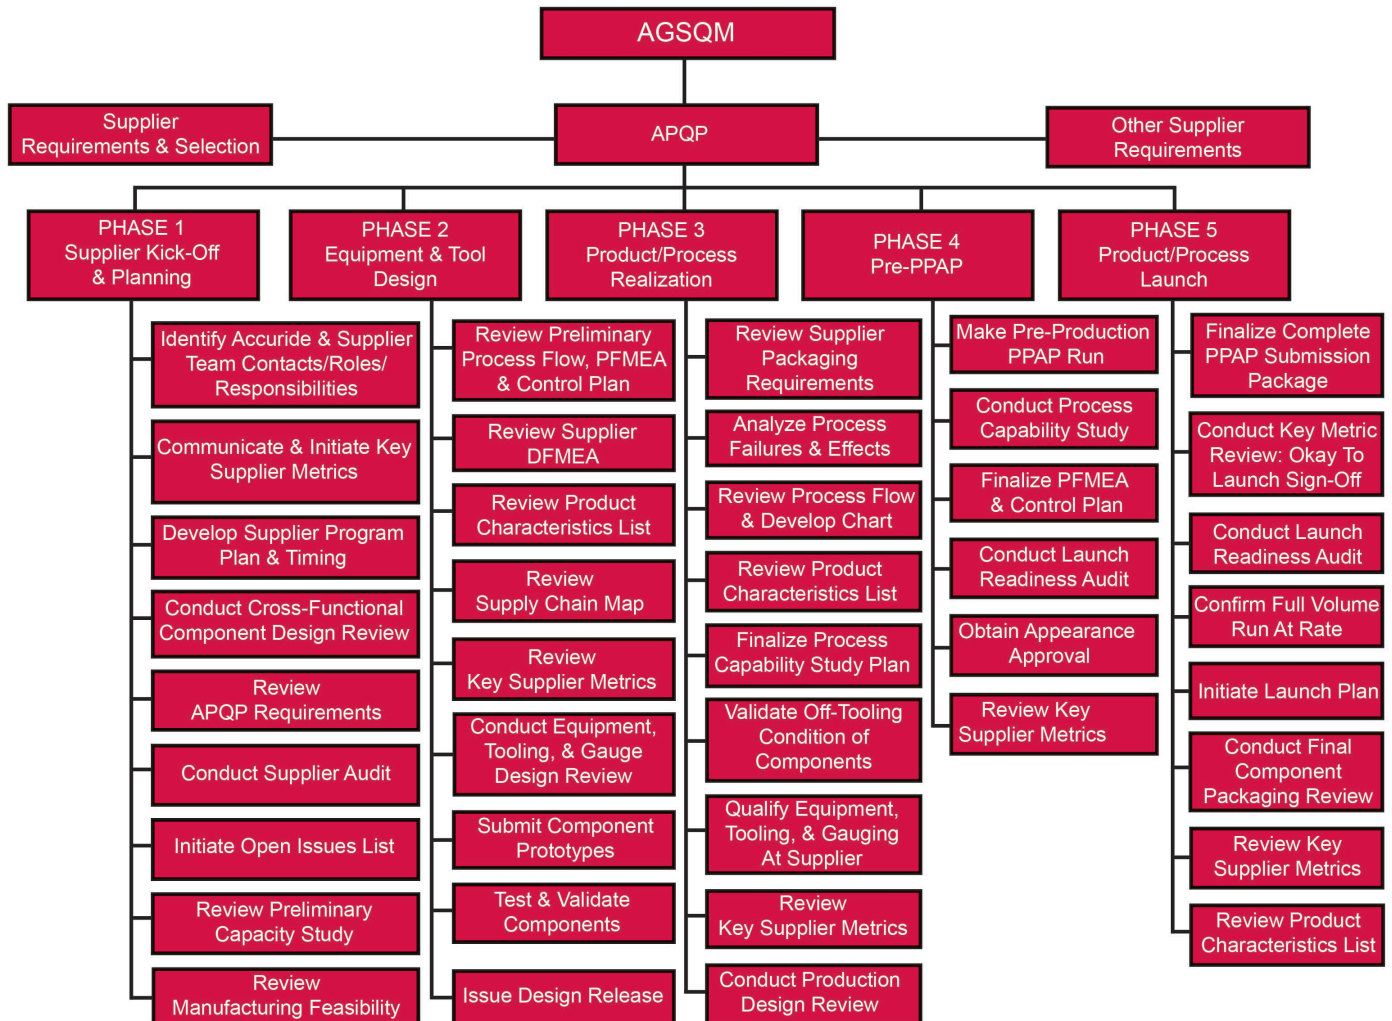 AGSQM
Supplier
Requirements & Selection
APQP
Other Supplier
Requirements
PHASE 1
Supplier Kick-Off
& Planning
PHASE 2
Equipment & Tool
Design
PHASE 3
Product/Process
Realization
PHASE 4
Pre-PPAP
PHASE 5
Product/Process
Launch
Identify Accuride & Supplier
Team Contacts/Roles/
Responsibilities
Communicate & Initiate Key
Supplier Metrics
Develop Supplier Program
Plan & Timing
Conduct Cross-Functional
Component Design Review
Review
APQP Requirements
Conduct Supplier Audit
Initiate Open Issues List
Review Preliminary
Capacity Study
Review
Manufacturing Feasibility
Review Preliminary
Process Flow, PFMEA
& Control Plan
Review Supplier
DFMEA
Review Product
Characteristics List
Review
Supply Chain Map
Review
Key Supplier Metrics
Conduct Equipment,
Tooling, & Gauge
Design Review
Submit Component
Prototypes
Test & Validate
Components
Issue Design Release
Review Supplier
Packaging
Requirements
Analyze Process
Failures & Effects
Review Process Flow
& Develop Chart
Review Product
Characteristics List
Finalize Process
Capability Study Plan
Validate Off-Tooling
Condition of
Components
Qualify Equipment,
Tooling, & Gauging
At Supplier
Review
Key Supplier Metrics
Conduct Production
Design Review
Make Pre-Production
PPAP Run
Conduct Process
Capability Study
Finalize PFMEA
& Control Plan
Conduct Launch
Readiness Audit
Obtain Appearance
Approval
Review Key
Supplier Metrics
Finalize Complete
PPAP Submission
Package
Conduct Key Metric
Review: Okay To
Launch Sign-Off
Conduct Launch
Readiness Audit
Confirm Full Volume
Run At Rate
Initiate Launch Plan
Conduct Final
Component
Packaging Review
Review Key
Supplier Metrics
Review Product
Characteristics List